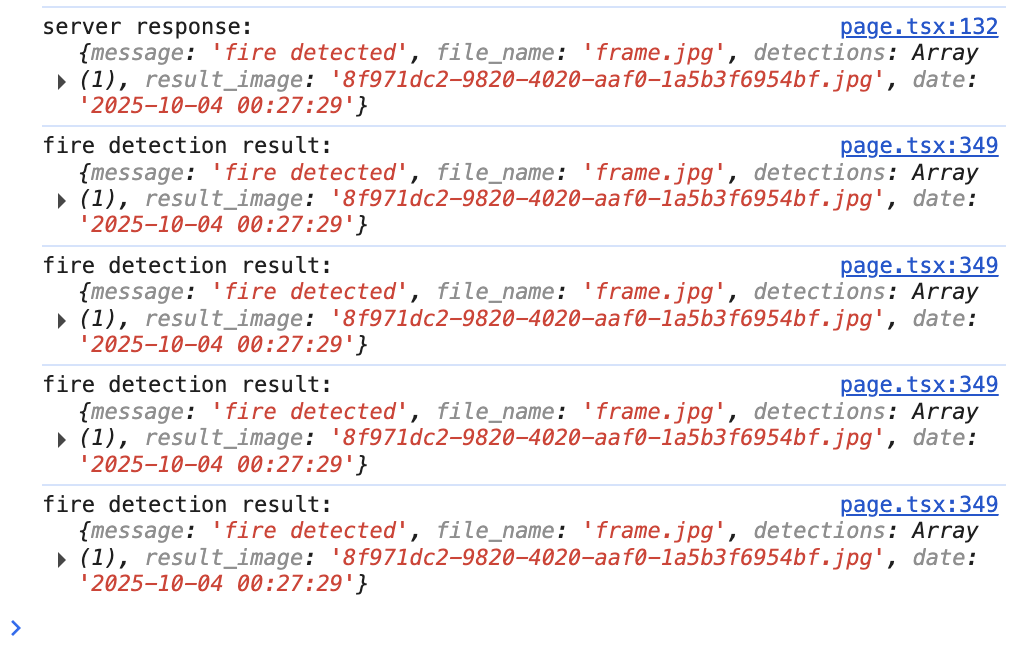 server response: page.tsx:132
{message: 'fire detected', file_name: 'frame.jpg', detections: Array
(1), result_image: '8f971dc2-9820-4020-aaf0-1a5b3f6954bf.jpg', date:
'2025-10-04 00:27:29'}
fire detection result: page.tsx:349
{message: 'fire detected', file_name: 'frame.jpg', detections: Array
(1), result_image: '8f971dc2-9820-4020-aaf0-1a5b3f6954bf.jpg', date:
'2025-10-04 00:27:29'}
fire detection result: page.tsx:349
{message: 'fire detected', file_name: 'frame.jpg', detections: Array
(1), result_image: '8f971dc2-9820-4020-aaf0-1a5b3f6954bf.jpg', date:
'2025-10-04 00:27:29'}
fire detection result: page.tsx:349
{message: 'fire detected', file_name: 'frame.jpg', detections: Array
(1), result_image: '8f971dc2-9820-4020-aaf0-1a5b3f6954bf.jpg', date:
'2025-10-04 00:27:29'}
fire detection result: page.tsx:349
{message: 'fire detected', file_name: 'frame.jpg', detections: Array
(1), result_image: '8f971dc2-9820-4020-aaf0-1a5b3f6954bf.jpg', date:
'2025-10-04 00:27:29'}